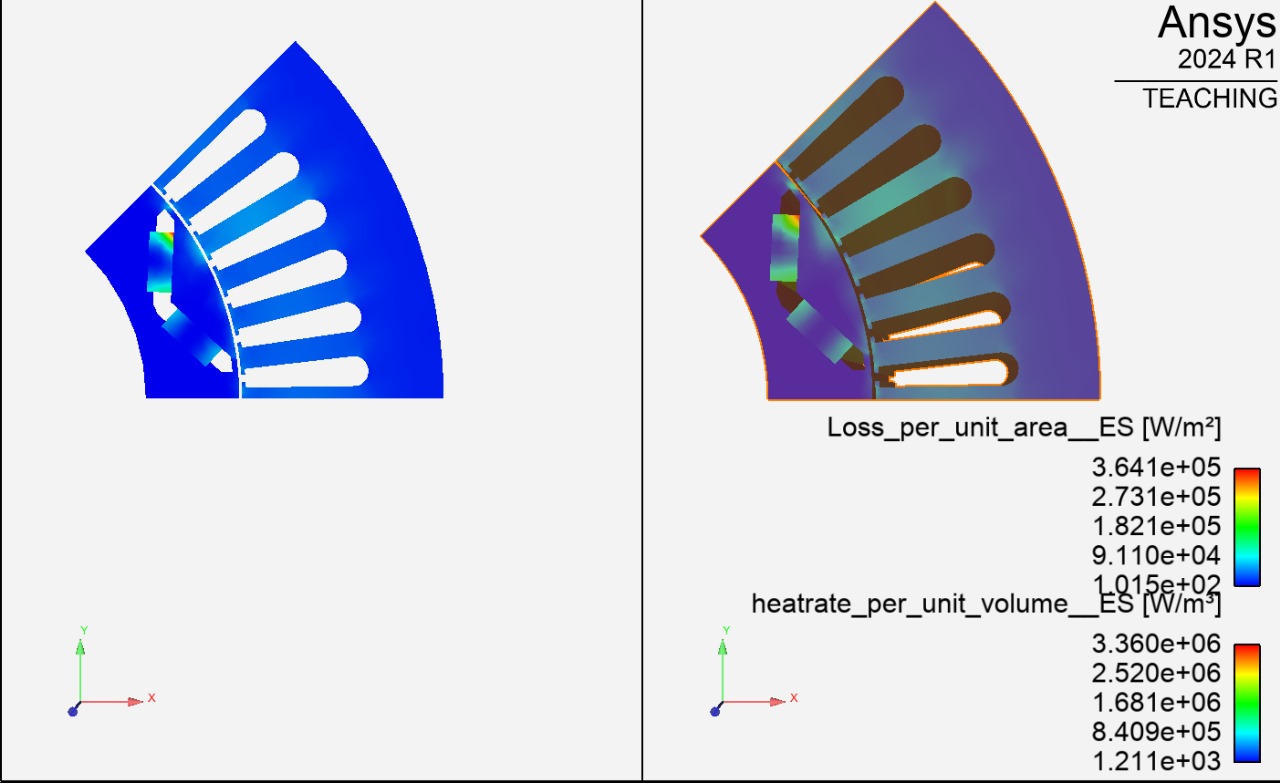 Ansys
2024 R1
TEACHING
Loss_per_unit_area__ES [W/m²]
3.641e+05
2.731e+05
1.821e+05
9.110e+04
1.015e+02
heatrate_per_unit_volume__ES [W/m³]
3.360e+06
2.520e+06
1.681e+06
8.409e+05
1.211e+03
Y
X
Y
X